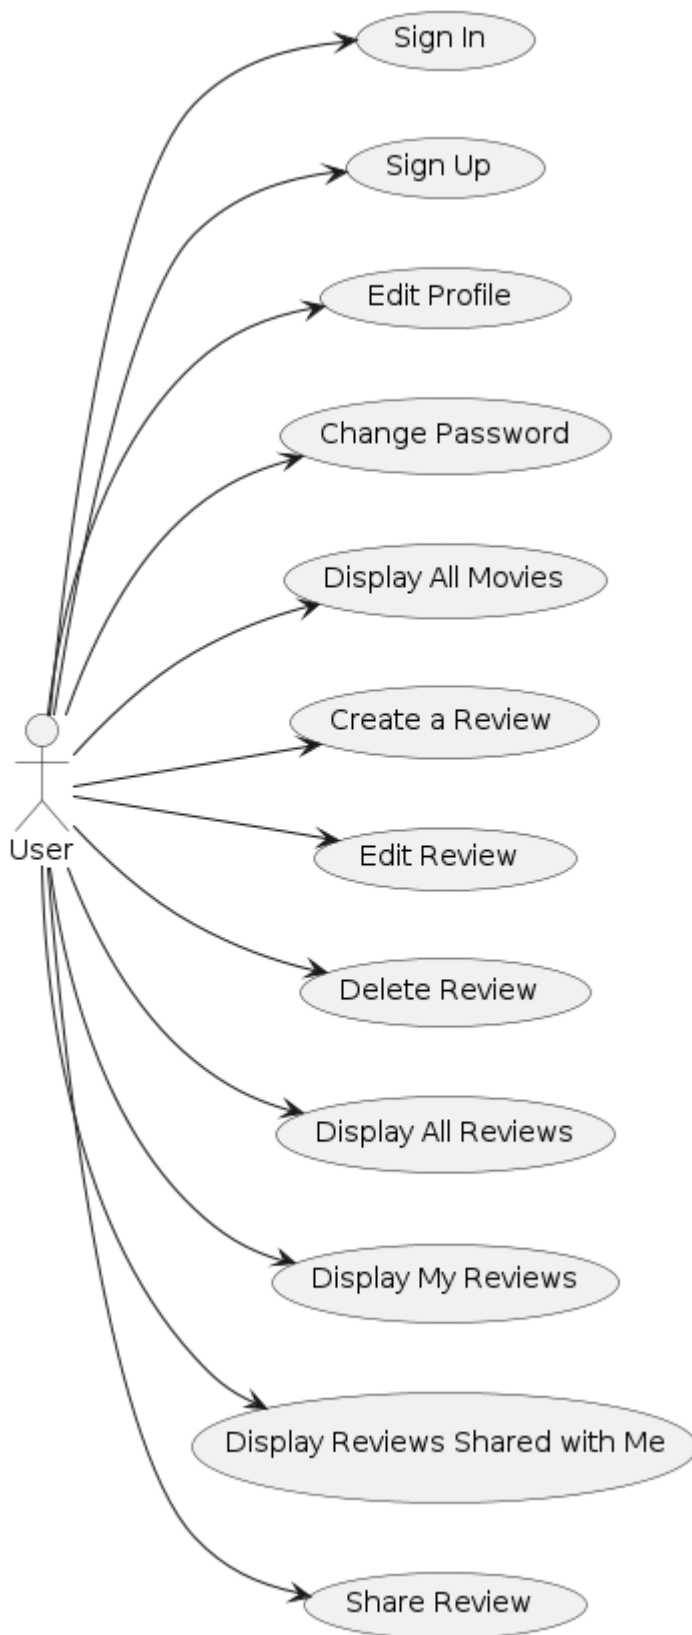 Sign In
Sign Up
Edit Profile
Change Password
Display All Movies
Create a Review
User
Edit Review
Delete Review
Display All Reviews
Display My Reviews
Display Reviews Shared with Me
Share Review